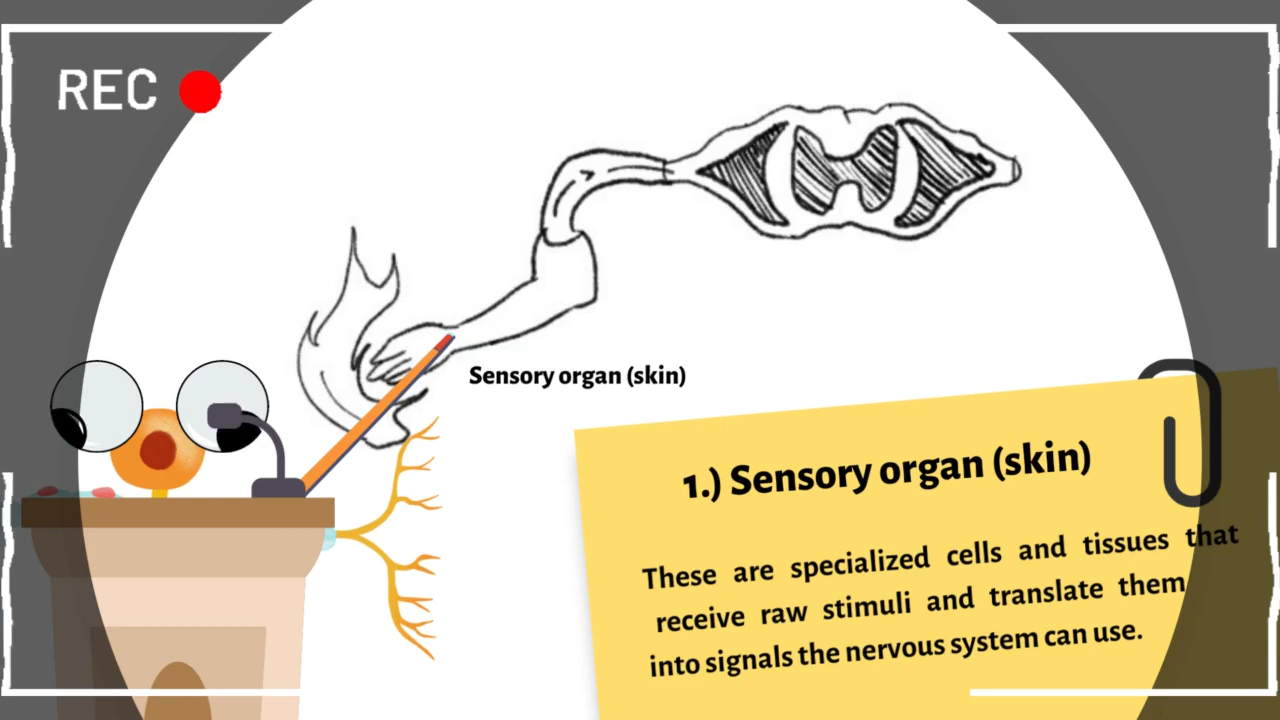 REC
Sensory organ (skin)
1.) Sensory organ (skin)
These are specialized cells and tissues that
receive raw stimuli and translate them
into signals the nervous system can use.